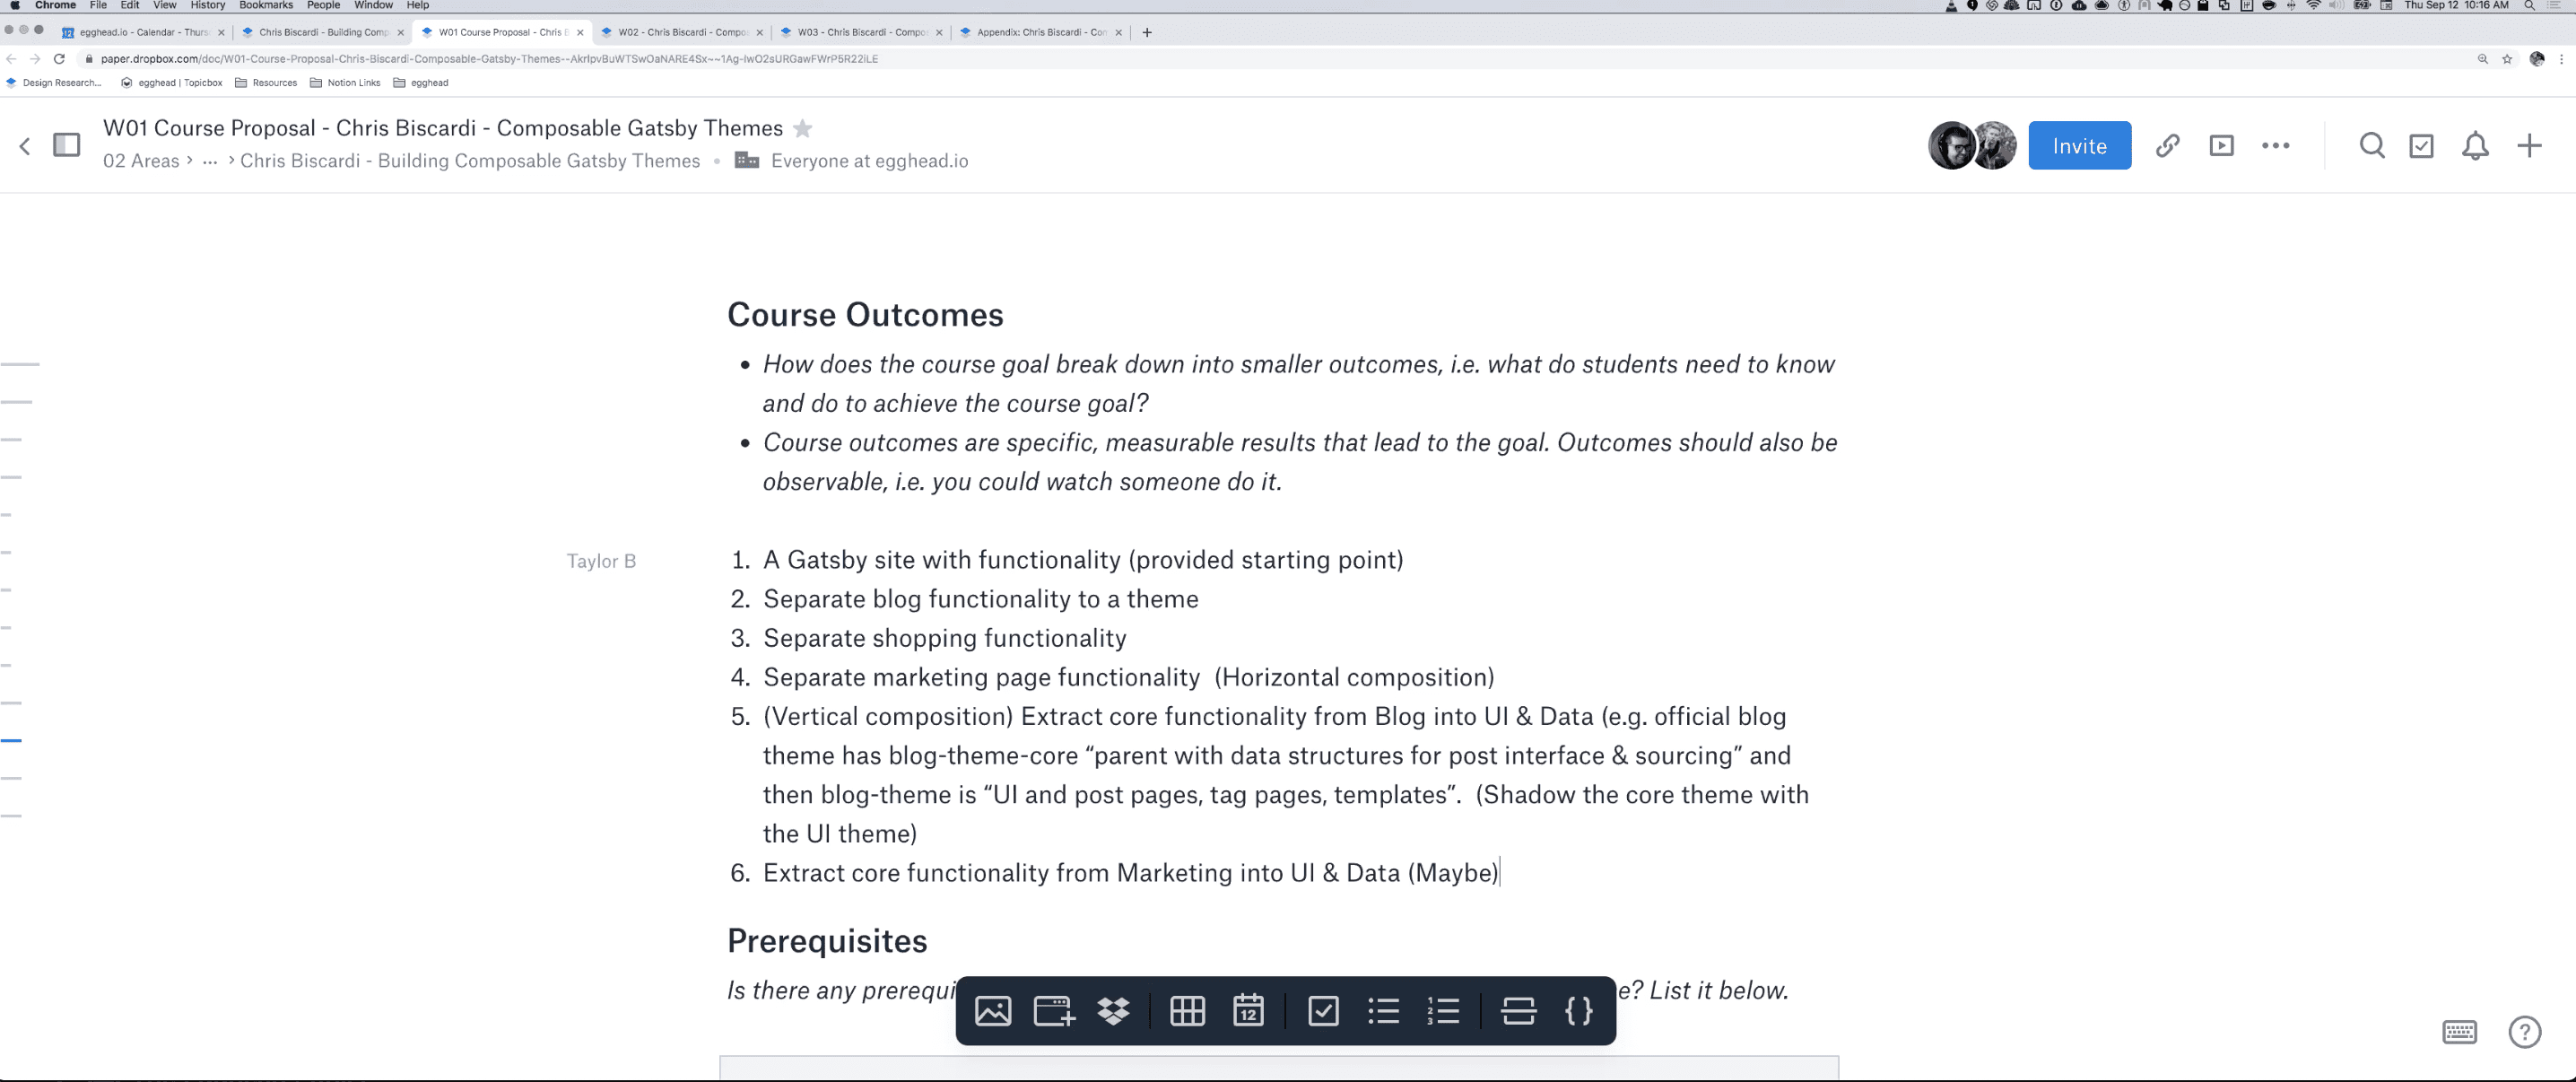 Chrome File Edit View History Bookmarks People Window Help Thu Sep 12 10:16 AM
egghead.io - Calendar - Thurs Chris Biscardi - Building Comp W01 Course Proposal - Chris B W02 - Chris Biscardi - Compo W03 - Chris Biscardi - Compos Appendix: Chris Biscardi - Con
paper.dropbox.com/doc/W01-Course-Proposal-Chris-Biscardi-Composable-Gatsby-Themes--AkrIpvBuWTSwOaNARE4Sx~~1Ag-IwO2sURGawFWrP5R22iLE
Design Research... egghead | Topicbox Resources Notion Links egghead
W01 Course Proposal - Chris Biscardi - Composable Gatsby Themes
02 Areas > ... > Chris Biscardi - Building Composable Gatsby Themes • Everyone at egghead.io
Invite
Course Outcomes
• How does the course goal break down into smaller outcomes, i.e. what do students need to know
and do to achieve the course goal?
• Course outcomes are specific, measurable results that lead to the goal. Outcomes should also be
observable, i.e. you could watch someone do it.
Taylor B
1. A Gatsby site with functionality (provided starting point)
2. Separate blog functionality to a theme
3. Separate shopping functionality
4. Separate marketing page functionality (Horizontal composition)
5. (Vertical composition) Extract core functionality from Blog into UI & Data (e.g. official blog
theme has blog-theme-core “parent with data structures for post interface & sourcing” and
then blog-theme is “UI and post pages, tag pages, templates”. (Shadow the core theme with
the UI theme)
6. Extract core functionality from Marketing into UI & Data (Maybe)
Prerequisites
Is there any prerequi e? List it below.
12